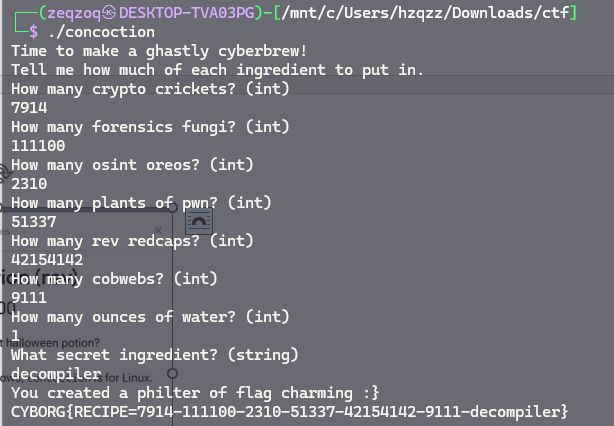 (zeqzoq㉿DESKTOP-TVA03PG)-[/mnt/c/Users/hzqzz/Downloads/ctf]
$ ./concoction
Time to make a ghastly cyberbrew!
Tell me how much of each ingredient to put in.
How many crypto crickets? (int)
7914
How many forensics fungi? (int)
111100
How many osint oreos? (int)
2310
How many plants of pwn? (int)
51337
How many rev redcaps? (int)
42154142
How many cobwebs? (int)
9111
How many ounces of water? (int)
1
What secret ingredient? (string)
decompiler
You created a philter of flag charming :}
CYBORG{RECIPE=7914-111100-2310-51337-42154142-9111-decompiler}